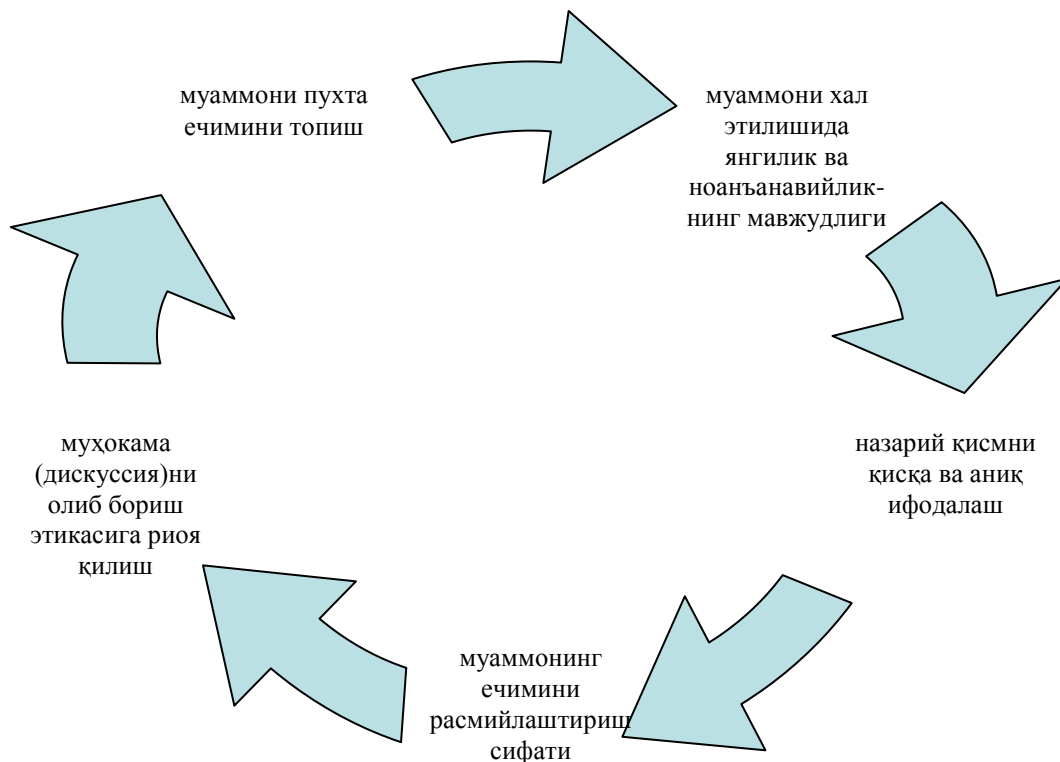 муаммони пухта
ечимини топиш
муаммони хал
этилишида
янгилик ва
ноанъанавийлик-
нинг мавжудлиги
назарий қисмни
қисқа ва аниқ
ифодалаш
муаммонинг
ечимини
расмийлаштириш
сифати
муҳокама
(дискуссия)ни
олиб бориш
этикасига риоя
қилиш